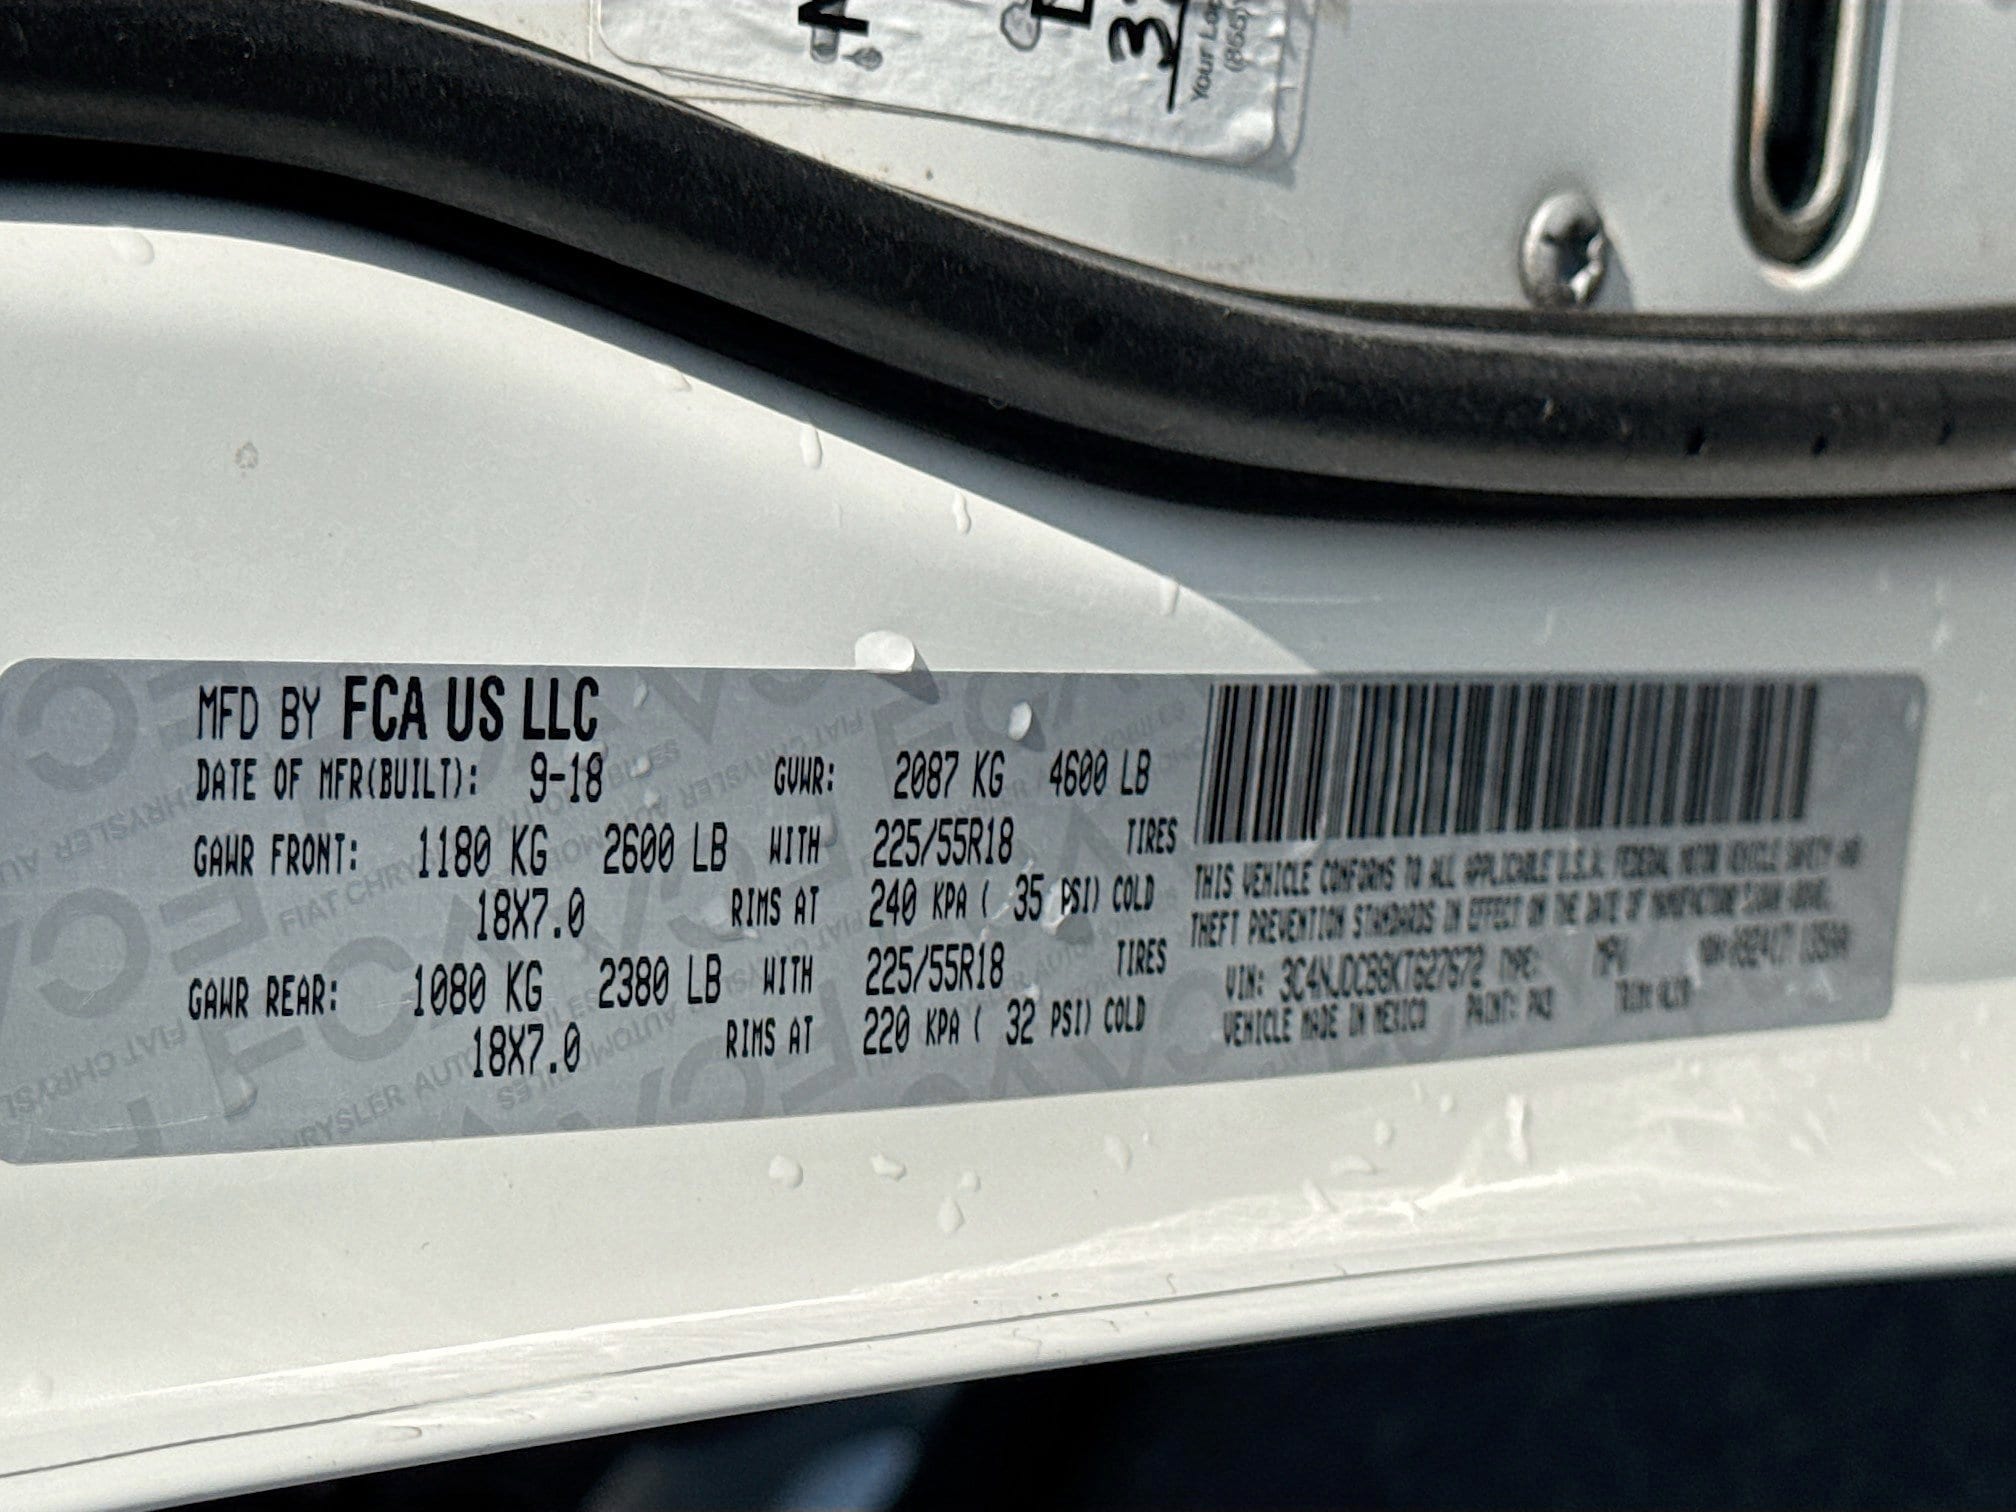 MFD BY FCA US LLC
DATE OF MFR(BUILT): 9-18 GVWR: 2087 KG 4600 LB
GAWR FRONT: 1180 KG 2600 LB WITH 225/55R18 TIRES
18X7.0 RIMS AT 240 KPA ( 35 PSI) COLD
GAWR REAR: 1080 KG 2380 LB WITH 225/55R18 TIRES
18X7.0 RIMS AT 220 KPA ( 32 PSI) COLD
THIS VEHICLE CONFORMS TO ALL APPLICABLE U.S.A. FEDERAL MOTOR VEHICLE SAFETY AND
THEFT PREVENTION STANDARDS IN EFFECT ON THE DATE OF MANUFACTURE SHOWN ABOVE.
VIN: TYPE: MPV
VEHICLE MADE IN MEXICO PAINT: PW3 TRIM:
Your